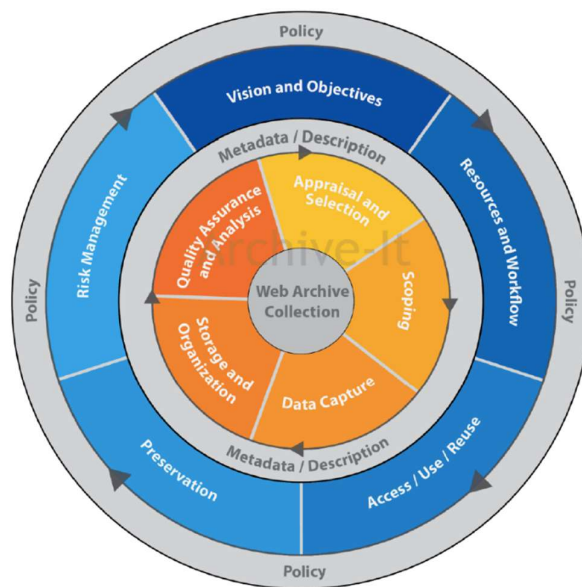 Policy
Vision and Objectives
Metadata / Description
Appraisal and
Selection
Quality Assurance
and Analysis
Resources and Workflow
Risk Management
Archive-It
Web Archive
Collection
Scoping
Policy
Policy
Storage and
Organization
Data Capture
Metadata / Description
Preservation
Access / Use / Reuse
Policy